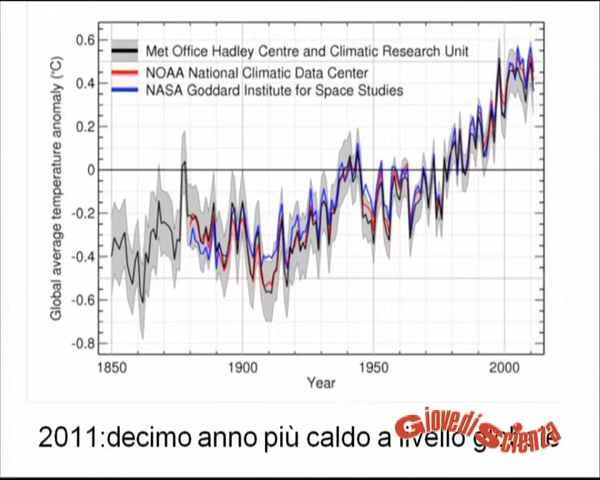 0.6
0.4
0.2
0
-0.2
-0.4
-0.6
-0.8
Global average temperature anomaly (°C)
Met Office Hadley Centre and Climatic Research Unit
NOAA National Climatic Data Center
NASA Goddard Institute for Space Studies
1850 1900 1950 2000
Year
2011:decimo anno più caldo a livello
Giovedì Scienza